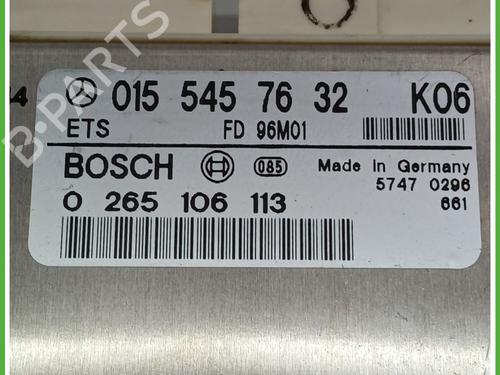 015 545 76 32 K06
ETS FD 96M01
BOSCH 085 Made in Germany
5747 0296
0 265 106 113 661
B-PARTS